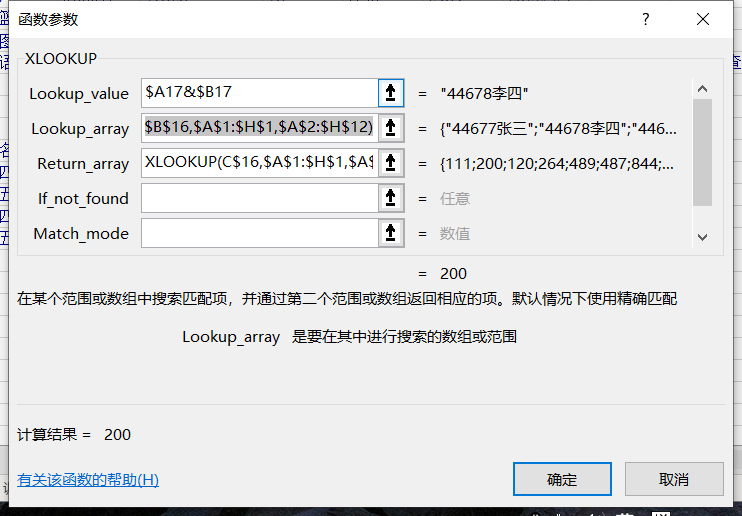 函数参数
?
XLOOKUP
Lookup_value $A17&$B17 = "44678李四"
Lookup_array $B$16,$A$1:$H$1,$A$2:$H$12) = {"44677张三";"44678李四";"446...
Return_array XLOOKUP(C$16,$A$1:$H$1,$A$ = {111;200;120;264;489;487;844;...
If_not_found = 任意
Match_mode = 数值
= 200
在某个范围或数组中搜索匹配项，并通过第二个范围或数组返回相应的项。默认情况下使用精确匹配
Lookup_array 是要在其中进行搜索的数组或范围
计算结果 = 200
有关该函数的帮助(H)
确定
取消